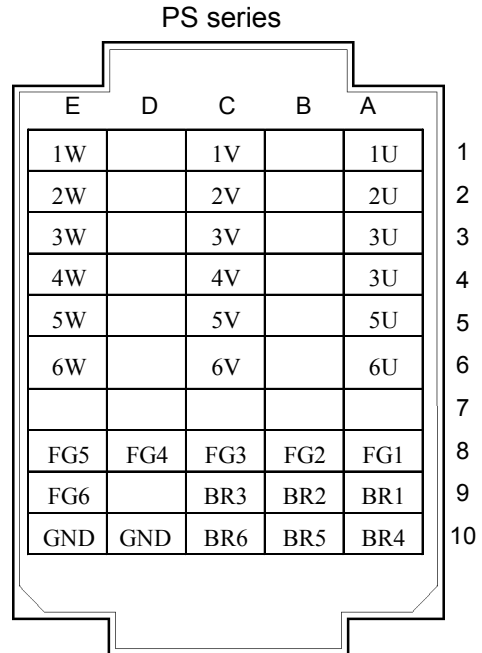 PS series
E D C B A
1W 1V 1U 1
2W 2V 2U 2
3W 3V 3U 3
4W 4V 3U 4
5W 5V 5U 5
6W 6V 6U 6
7
FG5 FG4 FG3 FG2 FG1 8
FG6 BR3 BR2 BR1 9
GND GND BR6 BR5 BR4 10